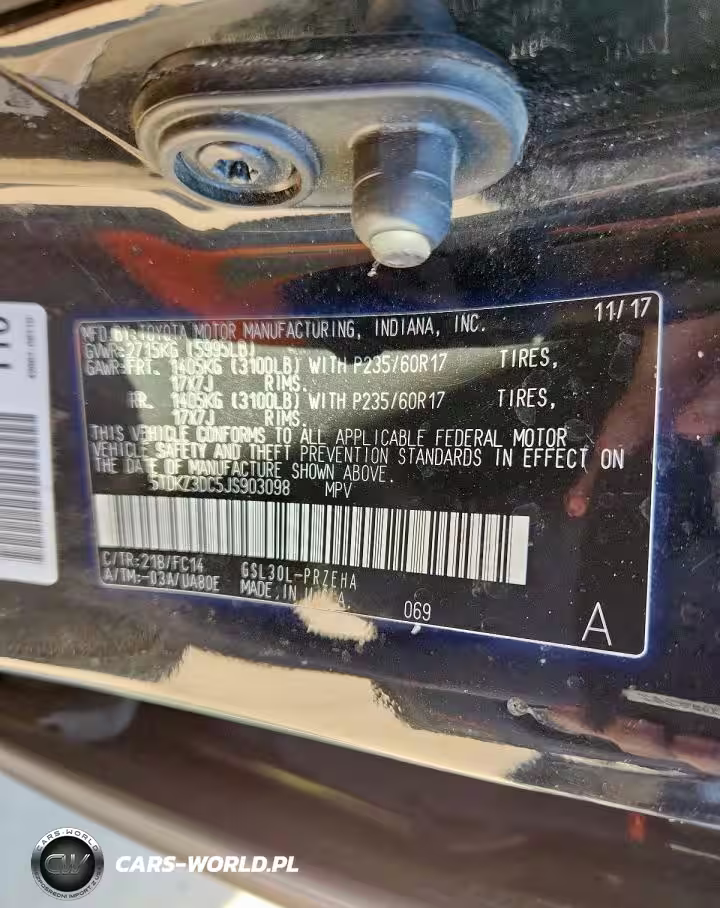 11/17
MFD BY: TOYOTA MOTOR MANUFACTURING, INDIANA, INC.
GVWR: 2715KG (5995LB)
GAWR: FRT. 1405KG (3100LB) WITH P235/60R17 TIRES,
17X7J RIMS.
RR. 1405KG (3100LB) WITH P235/60R17 TIRES,
17X7J RIMS.
THIS VEHICLE CONFORMS TO ALL APPLICABLE FEDERAL MOTOR
VEHICLE SAFETY AND THEFT PREVENTION STANDARDS IN EFFECT ON
THE DATE OF MANUFACTURE SHOWN ABOVE.
5TDKZ3DC5JS903098 MPV
C/TR:218/FC14 GSL30L-PRZEHA
A/TM:-03A/UA80E MADE IN
069
A
CARS-WORLD
CW
CARS-WORLD.PL